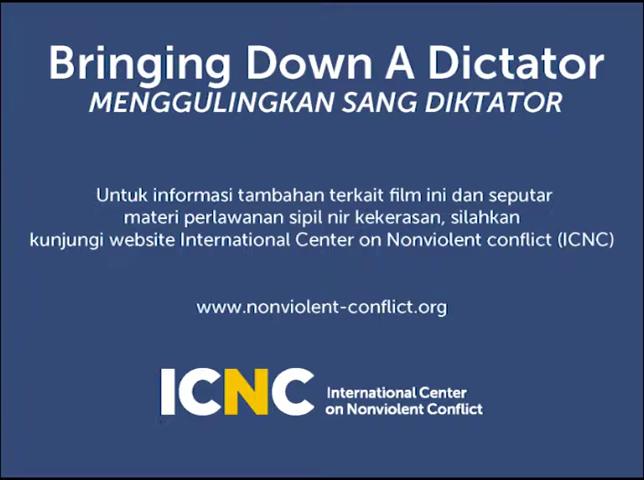 Bringing Down A Dictator
MENGGULINGKAN SANG DIKTATOR
Untuk informasi tambahan terkait film ini dan seputar
materi perlawanan sipil nir kekerasan, silahkan
kunjungi website International Center on Nonviolent conflict (ICNC)
www.nonviolent-conflict.org
ICNC
International Center
on Nonviolent Conflict